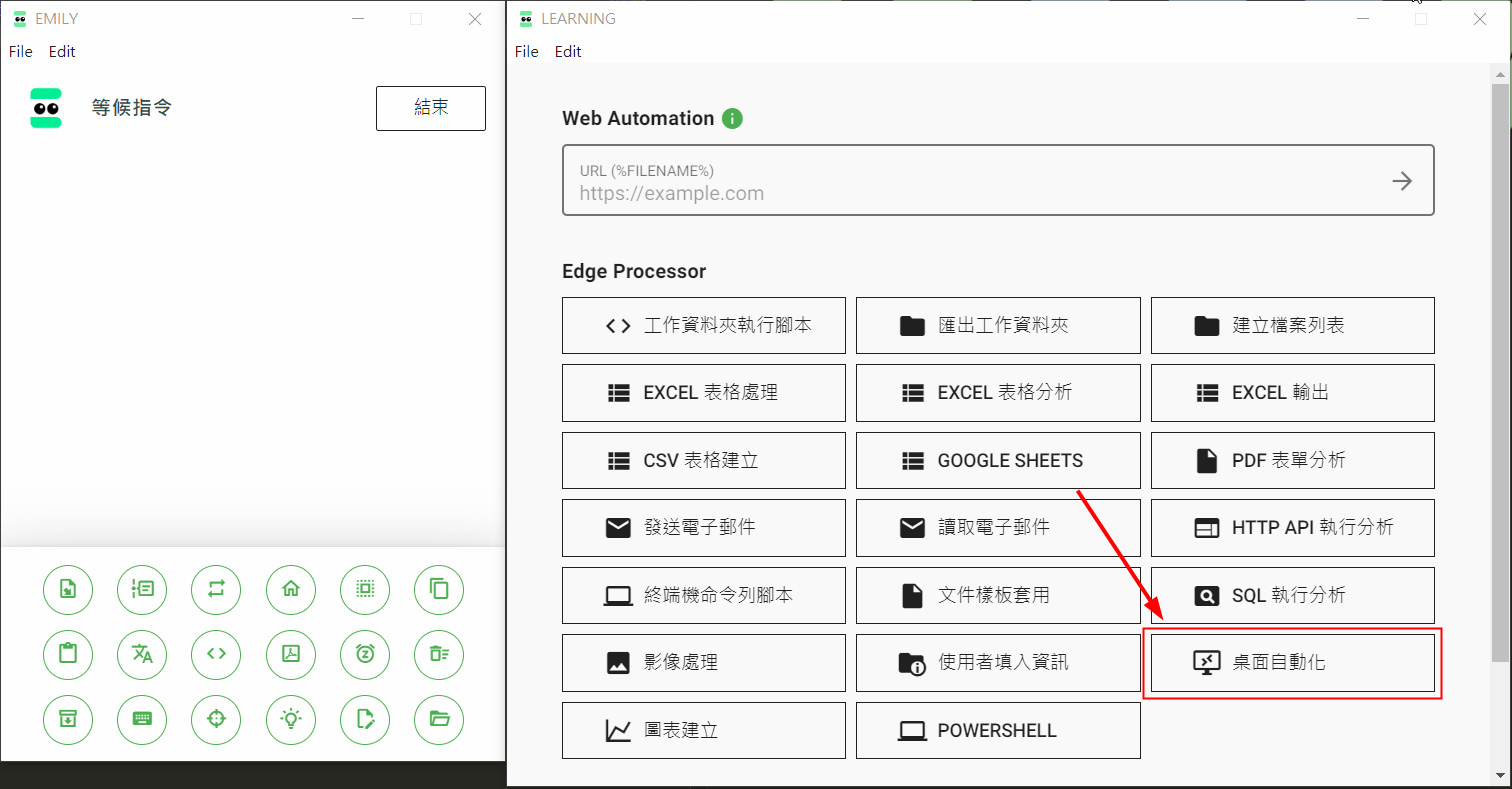 EMILY
File Edit
等候指令
結束
LEARNING
File Edit
Web Automation
URL (%FILENAME%)
https://example.com
Edge Processor
工作資料夾執行腳本
匯出工作資料夾
建立檔案列表
EXCEL 表格處理
EXCEL 表格分析
EXCEL 輸出
CSV 表格建立
GOOGLE SHEETS
PDF 表單分析
發送電子郵件
讀取電子郵件
HTTP API 執行分析
終端機命令列腳本
文件樣板套用
SQL 執行分析
影像處理
使用者填入資訊
桌面自動化
圖表建立
POWERSHELL